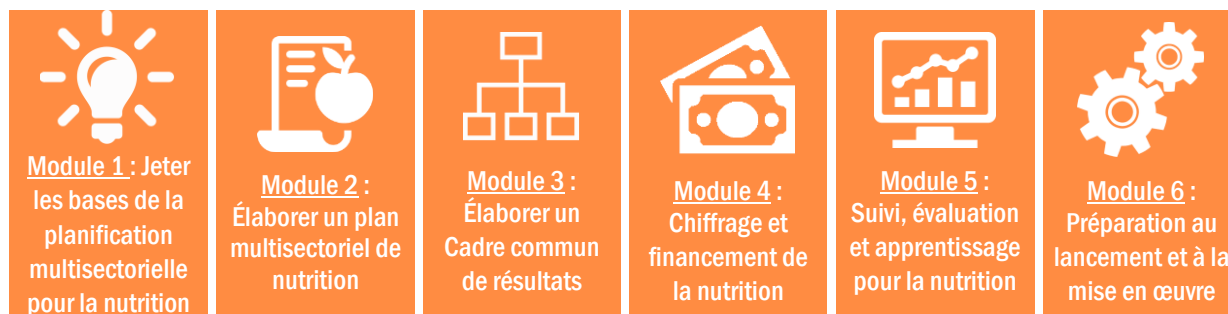 Module 1 : Jeter
les bases de la
planification
multisectorielle
pour la nutrition
Module 2 :
Élaborer un plan
multisectoriel de
nutrition
Module 3 :
Élaborer un
Cadre commun
de résultats
Module 4 :
Chiffrage et
financement de
la nutrition
Module 5 :
Suivi, évaluation
et apprentissage
pour la nutrition
Module 6 :
Préparation au
lancement et à la
mise en œuvre